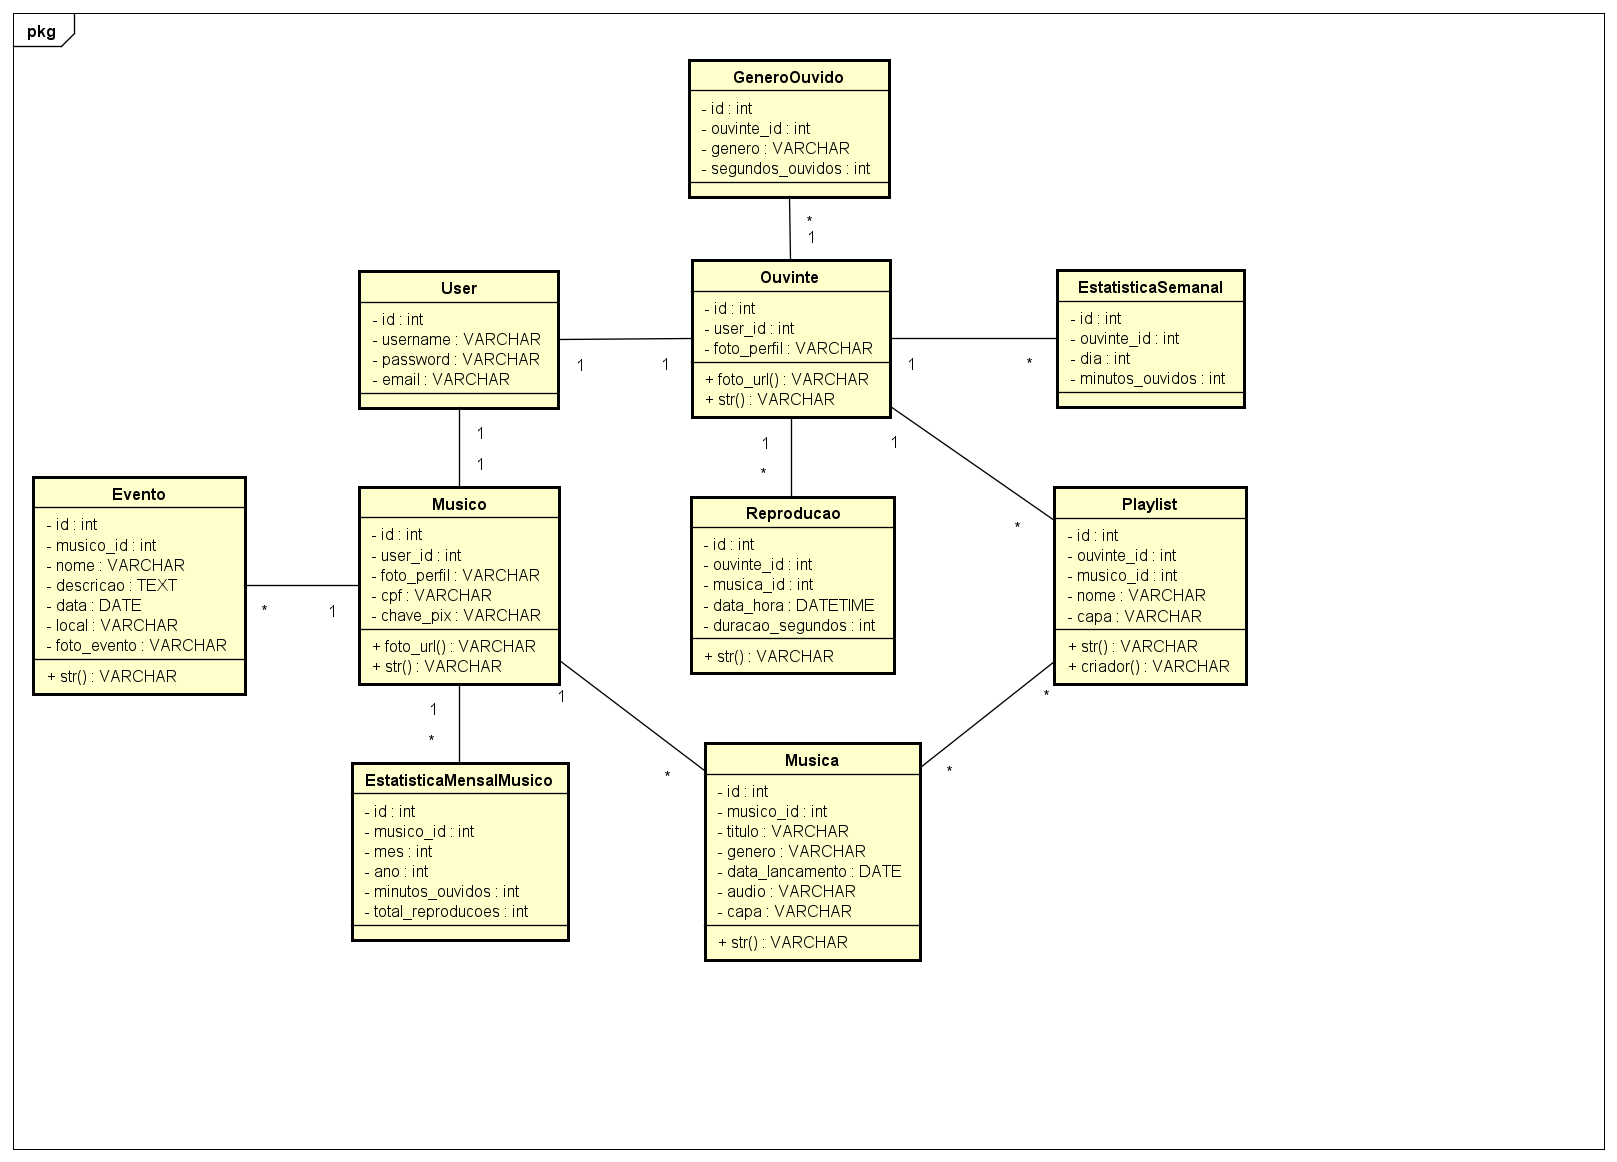 pkg
GeneroOuvido
- id : int
- ouvinte_id : int
- genero : VARCHAR
- segundos_ouvidos : int
*
1
User
- id : int
- username : VARCHAR
- password : VARCHAR
- email : VARCHAR
1
1
Ouvinte
- id : int
- user_id : int
- foto_perfil : VARCHAR
+ foto_url() : VARCHAR
+ str() : VARCHAR
1
*
EstatisticaSemanal
- id : int
- ouvinte_id : int
- dia : int
- minutos_ouvidos : int
1
1
1
*
1
*
Evento
- id : int
- musico_id : int
- nome : VARCHAR
- descricao : TEXT
- data : DATE
- local : VARCHAR
- foto_evento : VARCHAR
+ str() : VARCHAR
*
1
Musico
- id : int
- user_id : int
- foto_perfil : VARCHAR
- cpf : VARCHAR
- chave_pix : VARCHAR
+ foto_url() : VARCHAR
+ str() : VARCHAR
Reproducao
- id : int
- ouvinte_id : int
- musica_id : int
- data_hora : DATETIME
- duracao_segundos : int
+ str() : VARCHAR
Playlist
- id : int
- ouvinte_id : int
- musico_id : int
- nome : VARCHAR
- capa : VARCHAR
+ str() : VARCHAR
+ criador() : VARCHAR
1
*
1
*
*
*
EstatisticaMensalMusico
- id : int
- musico_id : int
- mes : int
- ano : int
- minutos_ouvidos : int
- total_reproducoes : int
Musica
- id : int
- musico_id : int
- titulo : VARCHAR
- genero : VARCHAR
- data_lancamento : DATE
- audio : VARCHAR
- capa : VARCHAR
+ str() : VARCHAR